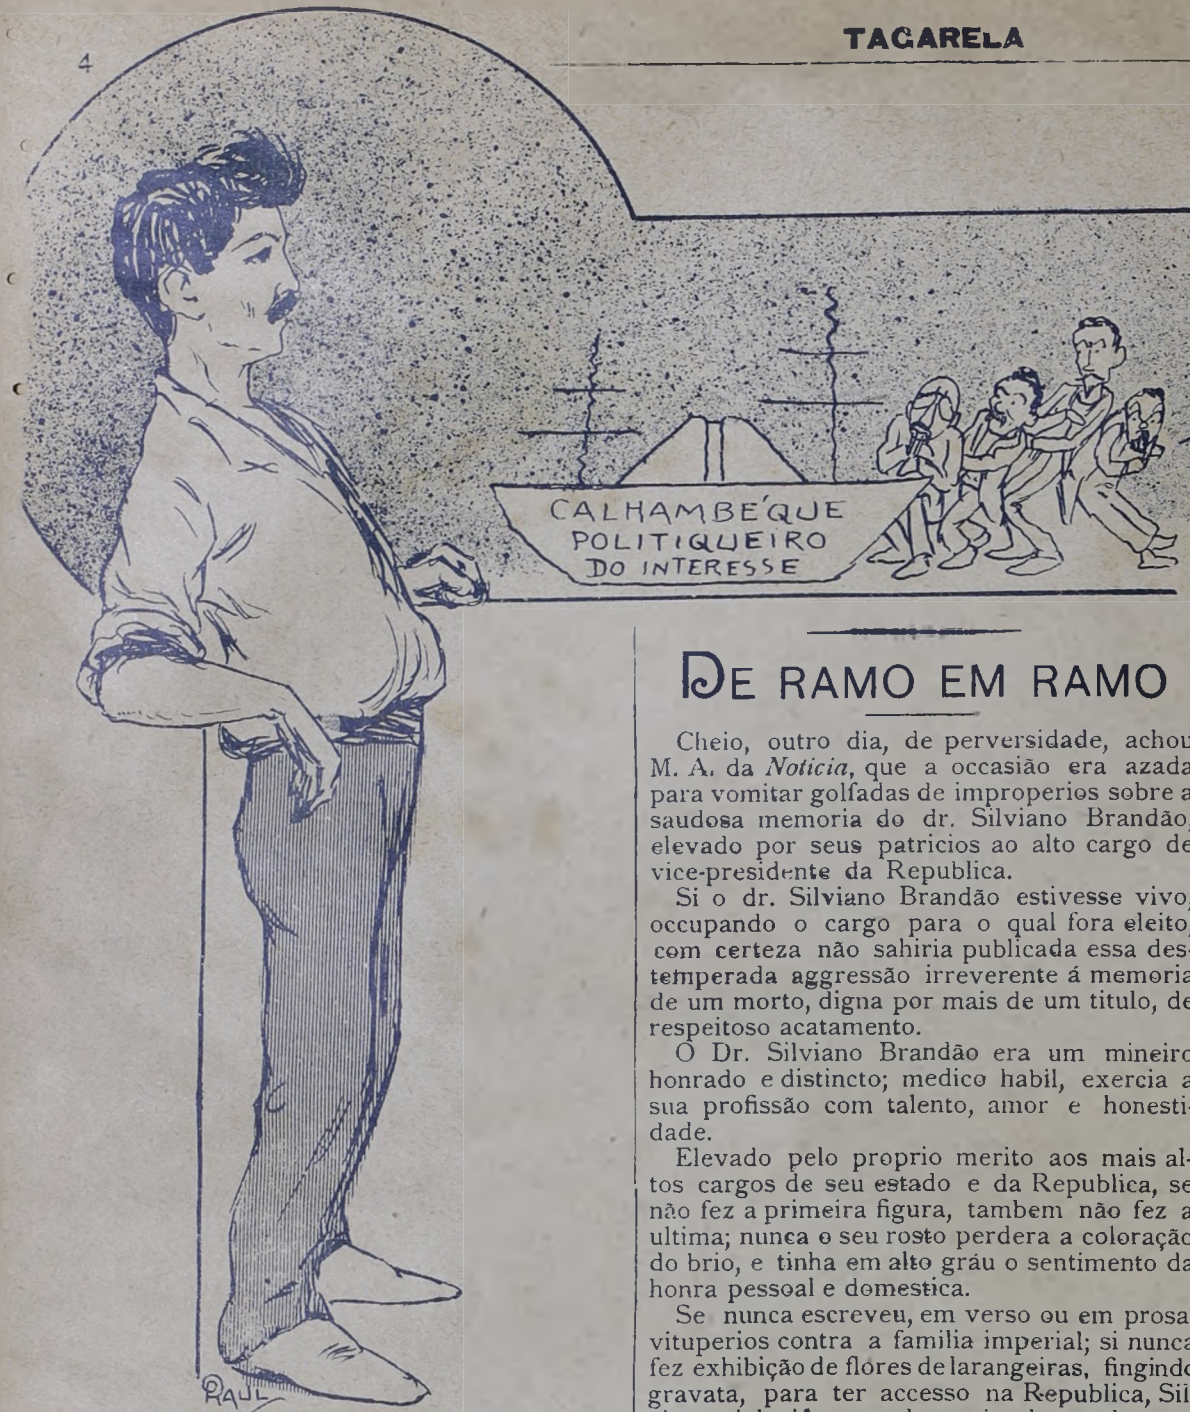 4
TAGARELA
CALHAMBÉQUE
POLITIQUEIRO
DO INTERESSE
DE RAMO EM RAMO
Cheio, outro dia, de perversidade, achou
M. A. da Noticia, que a occasião era azada
para vomitar golfadas de improperios sobre a
saudosa memoria do dr. Silviano Brandão,
elevado por seus patricios ao alto cargo de
vice-presidente da Republica.
Si o dr. Silviano Brandão estivesse vivo,
occupando o cargo para o qual fora eleito,
com certeza não sahiria publicada essa des-
temperada aggressão irreverente á memoria
de um morto, digna por mais de um titulo, de
respeitoso acatamento.
O Dr. Silviano Brandão era um mineiro
honrado e distincto; medico habil, exercia a
sua profissão com talento, amor e honesti-
dade.
Elevado pelo proprio merito aos mais al-
tos cargos de seu estado e da Republica, se
não fez a primeira figura, tambem não fez a
ultima; nunca o seu rosto perdera a coloração
do brio, e tinha em alto gráu o sentimento da
honra pessoal e domestica.
Se nunca escreveu, em verso ou em prosa
vituperios contra a familia imperial; si nunca
fez exhibição de flores de larangeiras, fingindo
gravata, para ter accesso na Republica, Sil
RAUL